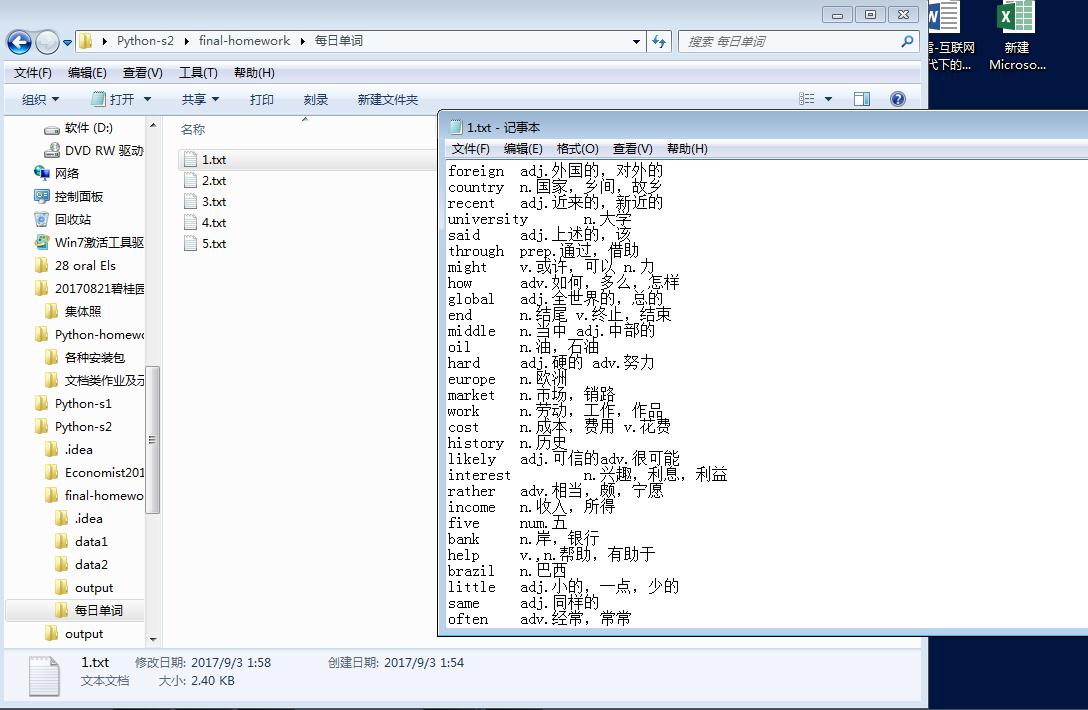 Python-s2 final-homework 每日单词
搜索 每日单词
文件(F) 编辑(E) 查看(V) 工具(T) 帮助(H)
组织 打开 共享 打印 刻录 新建文件夹
软件 (D:)
DVD RW 驱动
网络
控制面板
回收站
Win7激活工具驱
28 oral Els
20170821碧桂园
集体照
Python-homewo
各种安装包
文档类作业及示
Python-s1
Python-s2
.idea
Economist201
final-homewo
.idea
data1
data2
output
每日单词
output
名称
1.txt
2.txt
3.txt
4.txt
5.txt
1.txt - 记事本
文件(F) 编辑(E) 格式(O) 查看(V) 帮助(H)
foreign adj.外国的，对外的
country n.国家，乡间，故乡
recent adj.近来的，新近的
university n.大学
said adj.上述的，该
through prep.通过，借助
might v.或许，可以 n.力
how adv.如何，多么，怎样
global adj.全世界的，总的
end n.结尾 v.终止，结束
middle n.当中 adj.中部的
oil n.油，石油
hard adj.硬的 adv.努力
europe n.欧洲
market n.市场，销路
work n.劳动，工作，作品
cost n.成本，费用 v.花费
history n.历史
likely adj.可信的adv.很可能
interest n.兴趣，利息，利益
rather adv.相当，颇，宁愿
income n.收入，所得
five num.五
bank n.岸，银行
help v.,n.帮助，有助于
brazil n.巴西
little adj.小的，一点，少的
same adj.同样的
often adv.经常，常常
-互联网
代下的...
新建
Microso...
1.txt 修改日期: 2017/9/3 1:58 创建日期: 2017/9/3 1:54
文本文档 大小: 2.40 KB